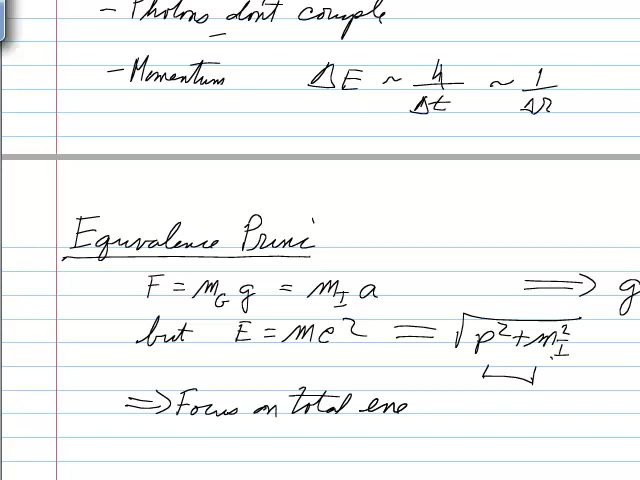 - Photons don't couple
- Momentum ΔE ~ ħ/Δt ~ 1/Δr
Equivalence Princi
F = m_G g = m_I a ⟹ g
but E = mc² = √(p² + m_I²)
⟹ Focus on total ene